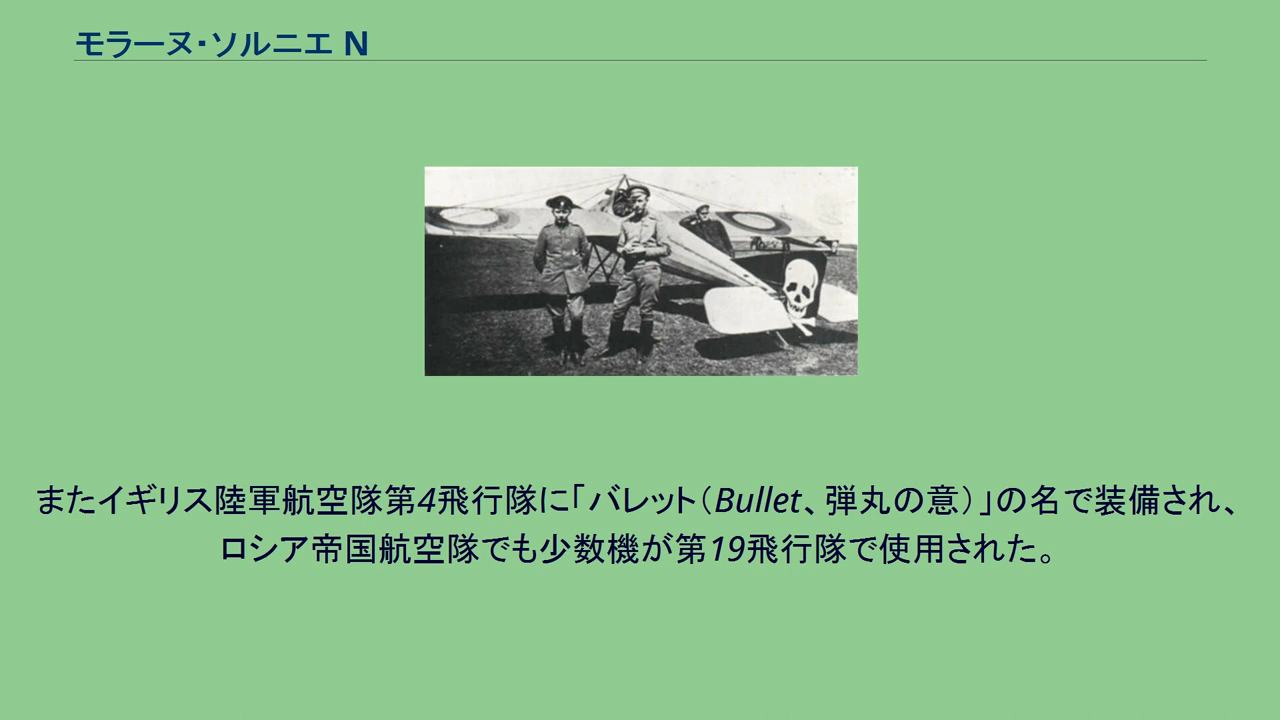 モラーヌ・ソルニエ N
またイギリス陸軍航空隊第4飛行隊に「バレット（Bullet、弾丸の意）」の名で装備され、
ロシア帝国航空隊でも少数機が第19飛行隊で使用された。